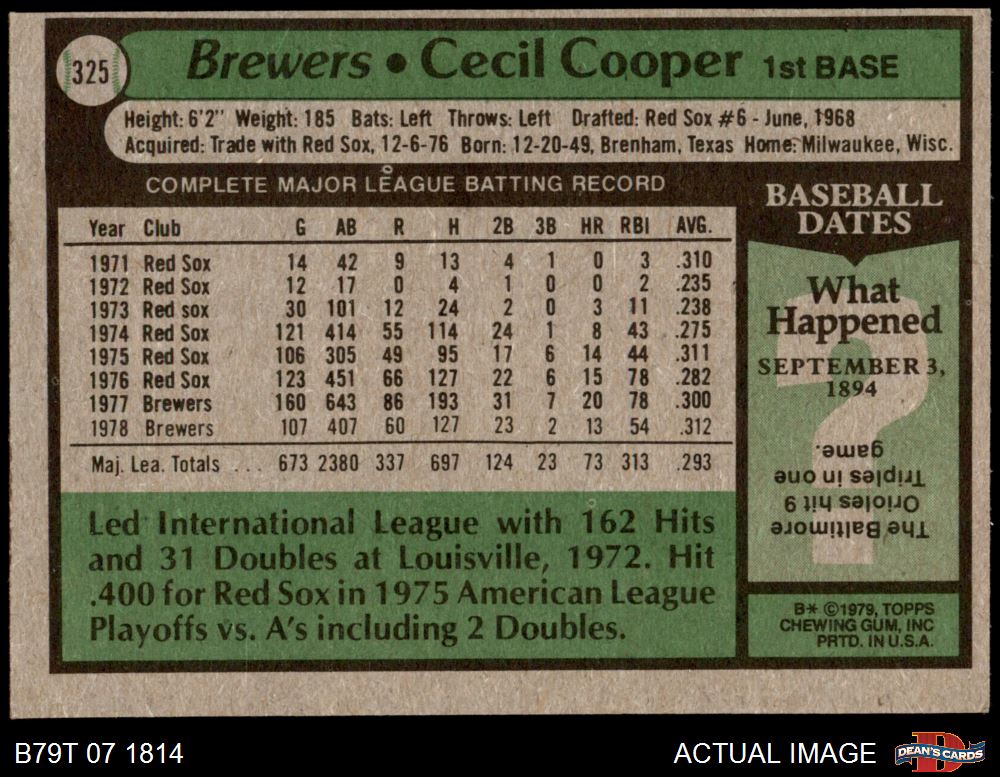 325
Brewers • Cecil Cooper 1st BASE
Height: 6'2" Weight: 185 Bats: Left Throws: Left Drafted: Red Sox #6 - June, 1968
Acquired: Trade with Red Sox, 12-6-76 Born: 12-20-49, Brenham, Texas Home: Milwaukee, Wisc.
COMPLETE MAJOR LEAGUE BATTING RECORD
Year Club G AB R H 2B 3B HR RBI AVG.
1971 Red Sox 14 42 9 13 4 1 0 3 .310
1972 Red Sox 12 17 0 4 1 0 0 2 .235
1973 Red sox 30 101 12 24 2 0 3 11 .238
1974 Red Sox 121 414 55 114 24 1 8 43 .275
1975 Red Sox 106 305 49 95 17 6 14 44 .311
1976 Red Sox 123 451 66 127 22 6 15 78 .282
1977 Brewers 160 643 86 193 31 7 20 78 .300
1978 Brewers 107 407 60 127 23 2 13 54 .312
Maj. Lea. Totals ... 673 2380 337 697 124 23 73 313 .293
Led International League with 162 Hits
and 31 Doubles at Louisville, 1972. Hit
.400 for Red Sox in 1975 American League
Playoffs vs. A's including 2 Doubles.
BASEBALL
DATES
What
Happened
SEPTEMBER 3,
1894
?
The Baltimore
Orioles hit 9
Triples in one
game.
B* ©1979, TOPPS
CHEWING GUM, INC
PRTD. IN U.S.A.
B79T 07 1814
ACTUAL IMAGE
D
DEAN'S CARDS